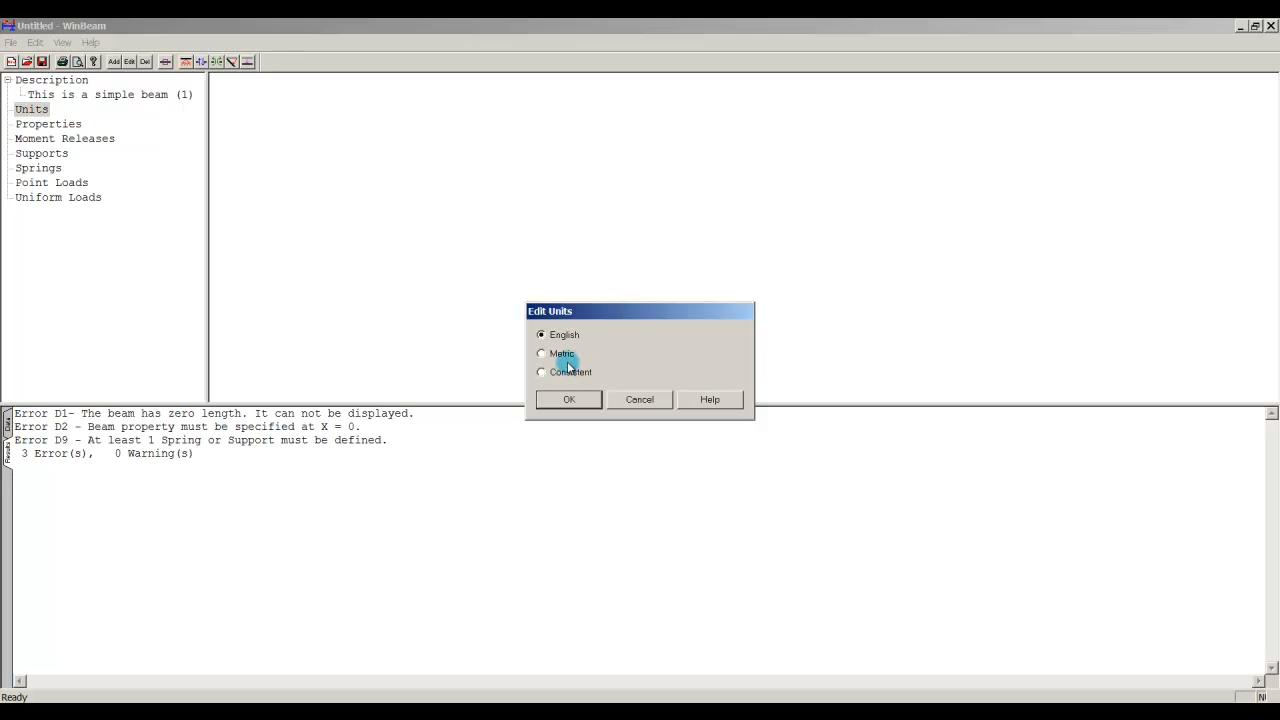 Untitled - WinBeam
File Edit View Help
Add Edit Del
Description
This is a simple beam (1)
Units
Properties
Moment Releases
Supports
Springs
Point Loads
Uniform Loads
Edit Units
English
Metric
Consistent
OK Cancel Help
Data
Results
Error D1- The beam has zero length. It can not be displayed.
Error D2 - Beam property must be specified at X = 0.
Error D9 - At least 1 Spring or Support must be defined.
3 Error(s), 0 Warning(s)
Ready